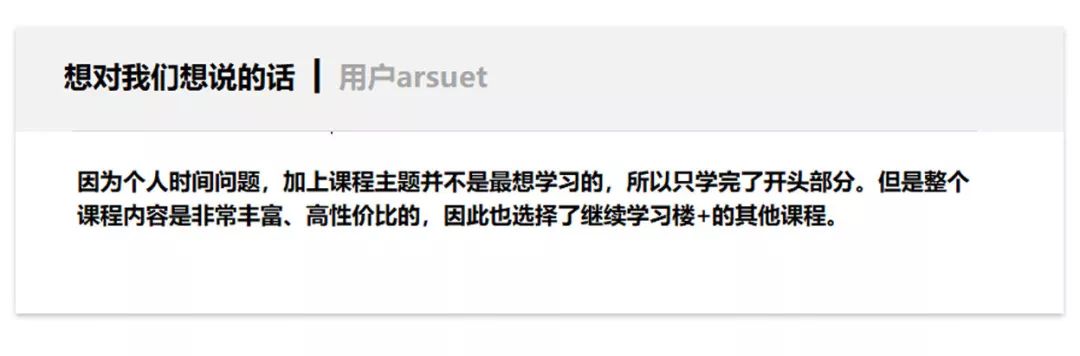 想对我们想说的话 | 用户arsuet
因为个人时间问题，加上课程主题并不是最想学习的，所以只学完了开头部分。但是整个
课程内容是非常丰富、高性价比的，因此也选择了继续学习楼+的其他课程。